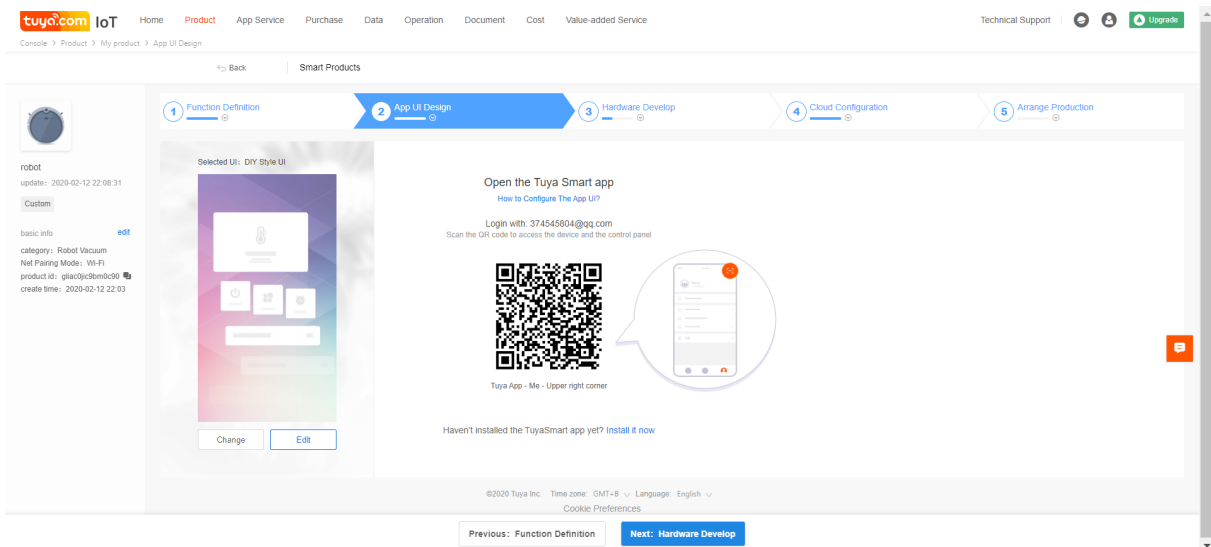 tuya.com IoT Home Product App Service Purchase Data Operation Document Cost Value-added Service Technical Support Upgrade
Console > Product > My product > App UI Design
Back Smart Products
1 Function Definition 2 App UI Design 3 Hardware Develop 4 Cloud Configuration 5 Arrange Production
robot
update: 2020-02-12 22:08:31
Custom
basic info edit
category: Robot Vacuum
Net Pairing Mode: Wi-Fi
product id: gliac0jic9bm0c90
create time: 2020-02-12 22:03
Selected UI: DIY Style UI
Change Edit
Open the Tuya Smart app
How to Configure The App UI?
Login with: 374545804@qq.com
Scan the QR code to access the device and the control panel
Tuya App - Me - Upper right corner
Haven't installed the TuyaSmart app yet? Install it now
©2020 Tuya Inc. Time zone: GMT+8 Language: English
Cookie Preferences
Previous: Function Definition Next: Hardware Develop